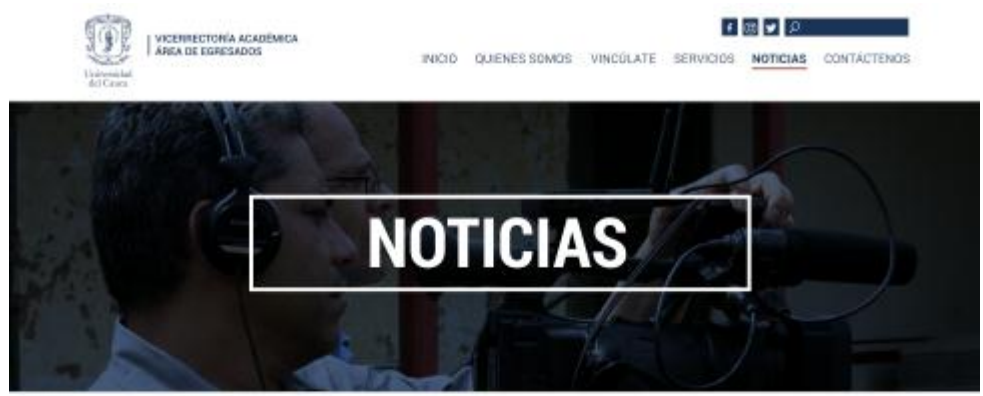 VICERRECTORÍA ACADÉMICA
ÁREA DE EGRESADOS
Universidad
del Cauca
INICIO QUIENES SOMOS VINCÚLATE SERVICIOS NOTICIAS CONTÁCTENOS
NOTICIAS